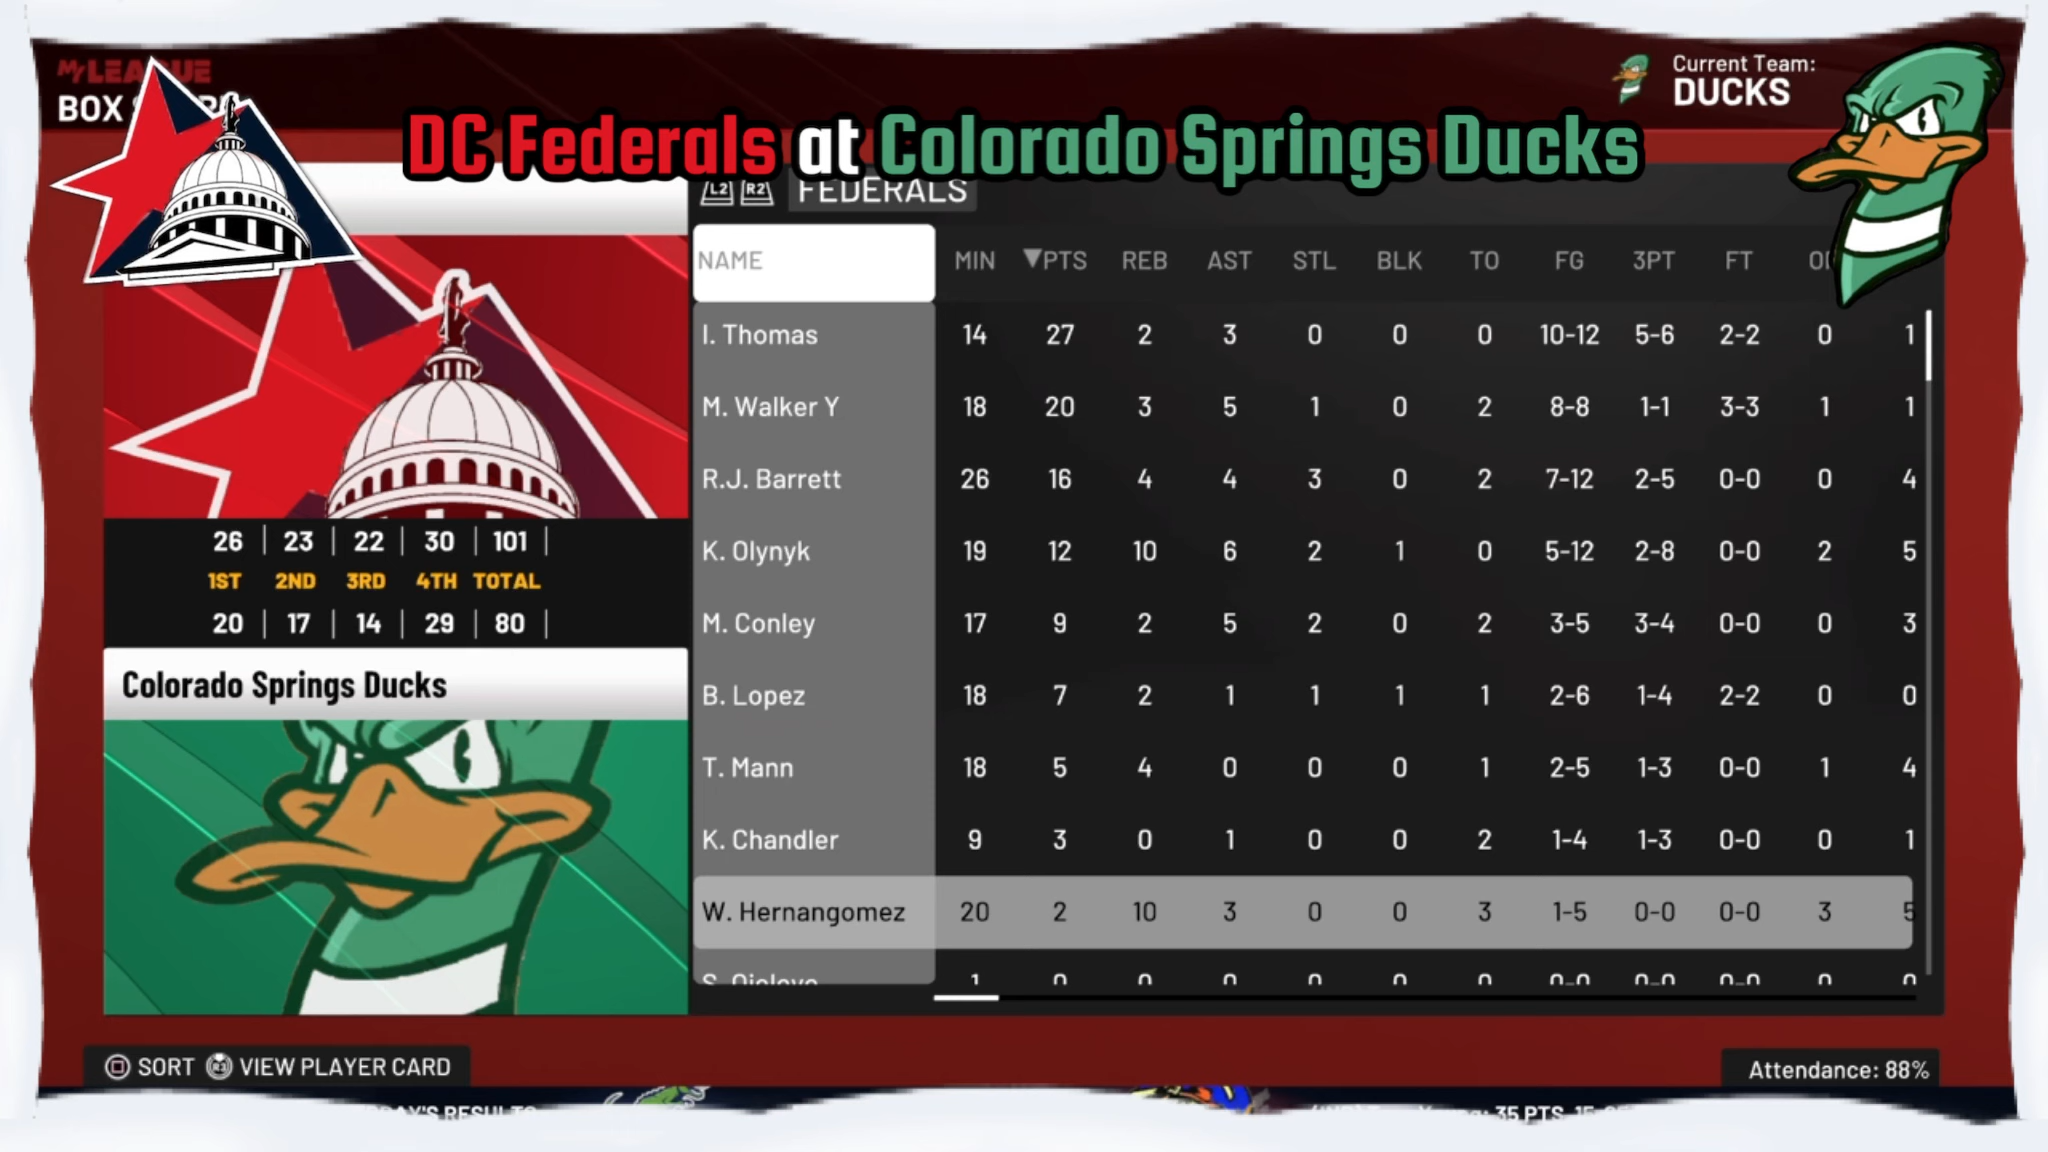 MyLEAGUE
BOX
Current Team:
DUCKS
DC Federals at Colorado Springs Ducks
L2 R2 FEDERALS
NAME MIN ▼PTS REB AST STL BLK TO FG 3PT FT
I. Thomas 14 27 2 3 0 0 0 10-12 5-6 2-2 0 1
M. Walker Y 18 20 3 5 1 0 2 8-8 1-1 3-3 1 1
R.J. Barrett 26 16 4 4 3 0 2 7-12 2-5 0-0 0 4
K. Olynyk 19 12 10 6 2 1 0 5-12 2-8 0-0 2 5
M. Conley 17 9 2 5 2 0 2 3-5 3-4 0-0 0 3
B. Lopez 18 7 2 1 1 1 1 2-6 1-4 2-2 0 0
T. Mann 18 5 4 0 0 0 1 2-5 1-3 0-0 1 4
K. Chandler 9 3 0 1 0 0 2 1-4 1-3 0-0 0 1
W. Hernangomez 20 2 10 3 0 0 3 1-5 0-0 0-0 3 5
26 | 23 | 22 | 30 | 101 |
1ST 2ND 3RD 4TH TOTAL
20 | 17 | 14 | 29 | 80 |
Colorado Springs Ducks
SORT R3 VIEW PLAYER CARD
Attendance: 88%
RESULTS
35 PTS